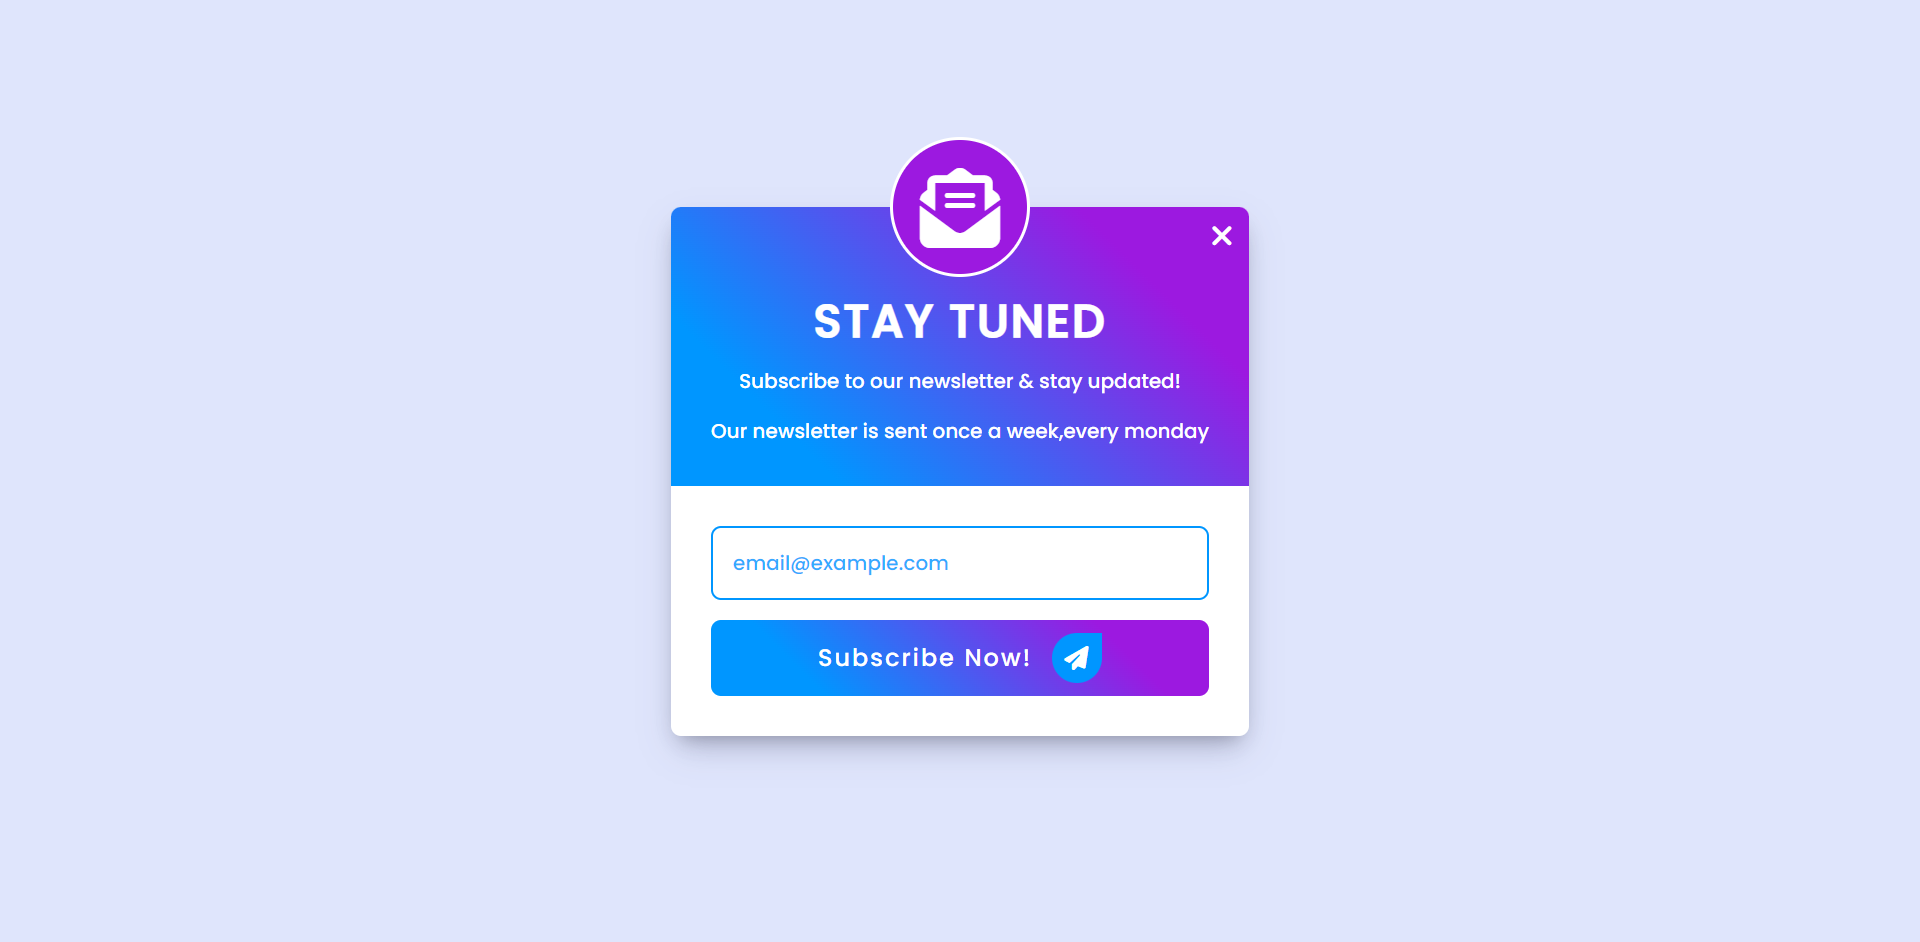 STAY TUNED
Subscribe to our newsletter & stay updated!
Our newsletter is sent once a week,every monday
email@example.com
Subscribe Now!